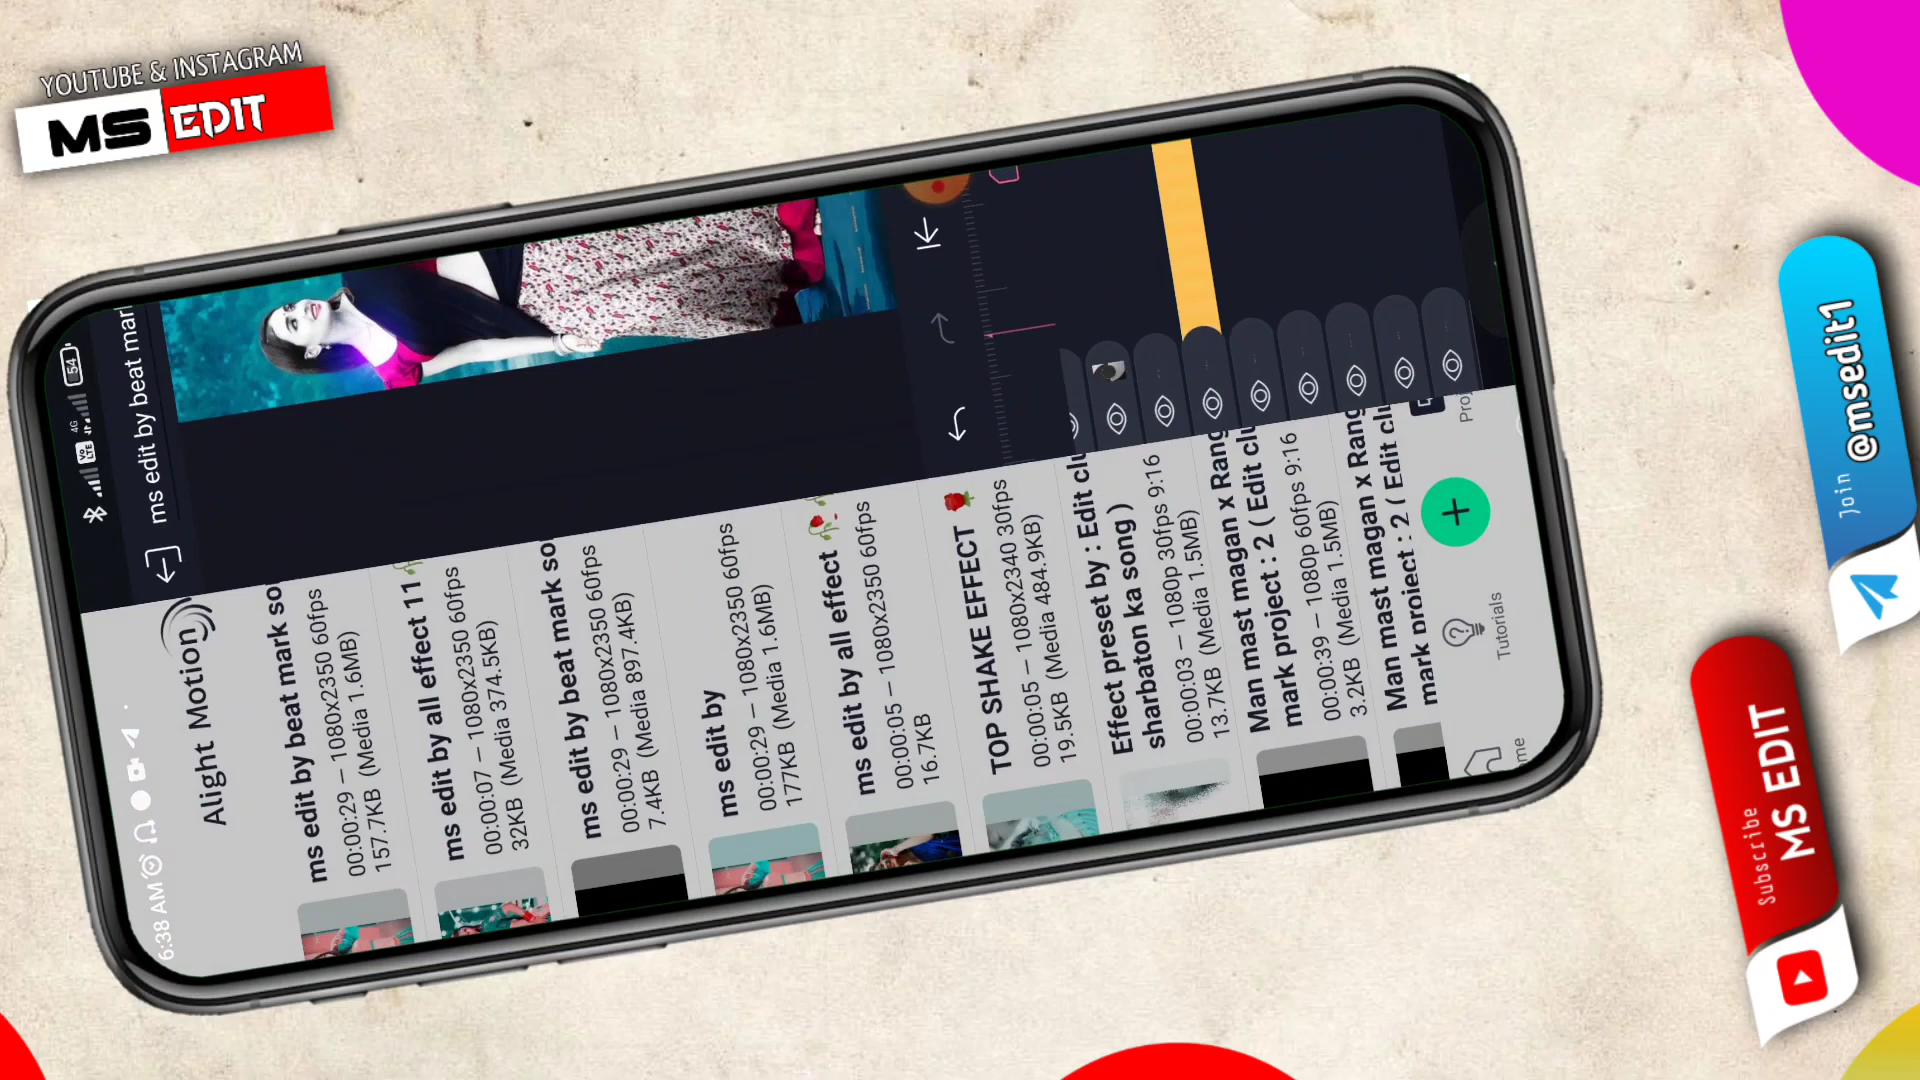 YOUTUBE & INSTAGRAM
MS EDIT
6:38 AM
VO LTE
4G
54
ms edit by beat mar
Alight Motion
ms edit by beat mark so
00:00:29 – 1080x2350 60fps
157.7KB (Media 1.6MB)
ms edit by all effect 11
00:00:07 – 1080x2350 60fps
32KB (Media 374.5KB)
ms edit by beat mark so
00:00:29 – 1080x2350 60fps
7.4KB (Media 897.4KB)
ms edit by
00:00:29 – 1080x2350 60fps
177KB (Media 1.6MB)
ms edit by all effect 🥀
00:00:05 – 1080x2350 60fps
16.7KB
TOP SHAKE EFFECT 🌹
00:00:05 – 1080x2340 30fps
19.5KB (Media 484.9KB)
Effect preset by : Edit clu
sharbaton ka song )
00:00:03 – 1080p 30fps 9:16
13.7KB (Media 1.5MB)
Man mast magan x Rang
mark project : 2 ( Edit clu
00:00:39 – 1080p 60fps 9:16
3.2KB (Media 1.5MB)
Man mast magan x Rang
mark project : 2 ( Edit clu
me
Tutorials
Proj
Join
@msedit1
Subscribe
MS EDIT